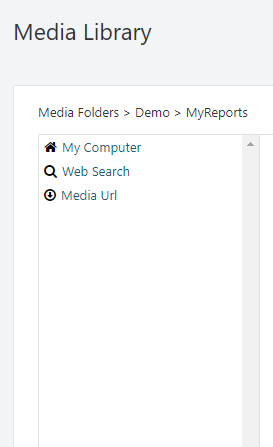 Media Library
Media Folders > Demo > MyReports
My Computer
Web Search
Media Url